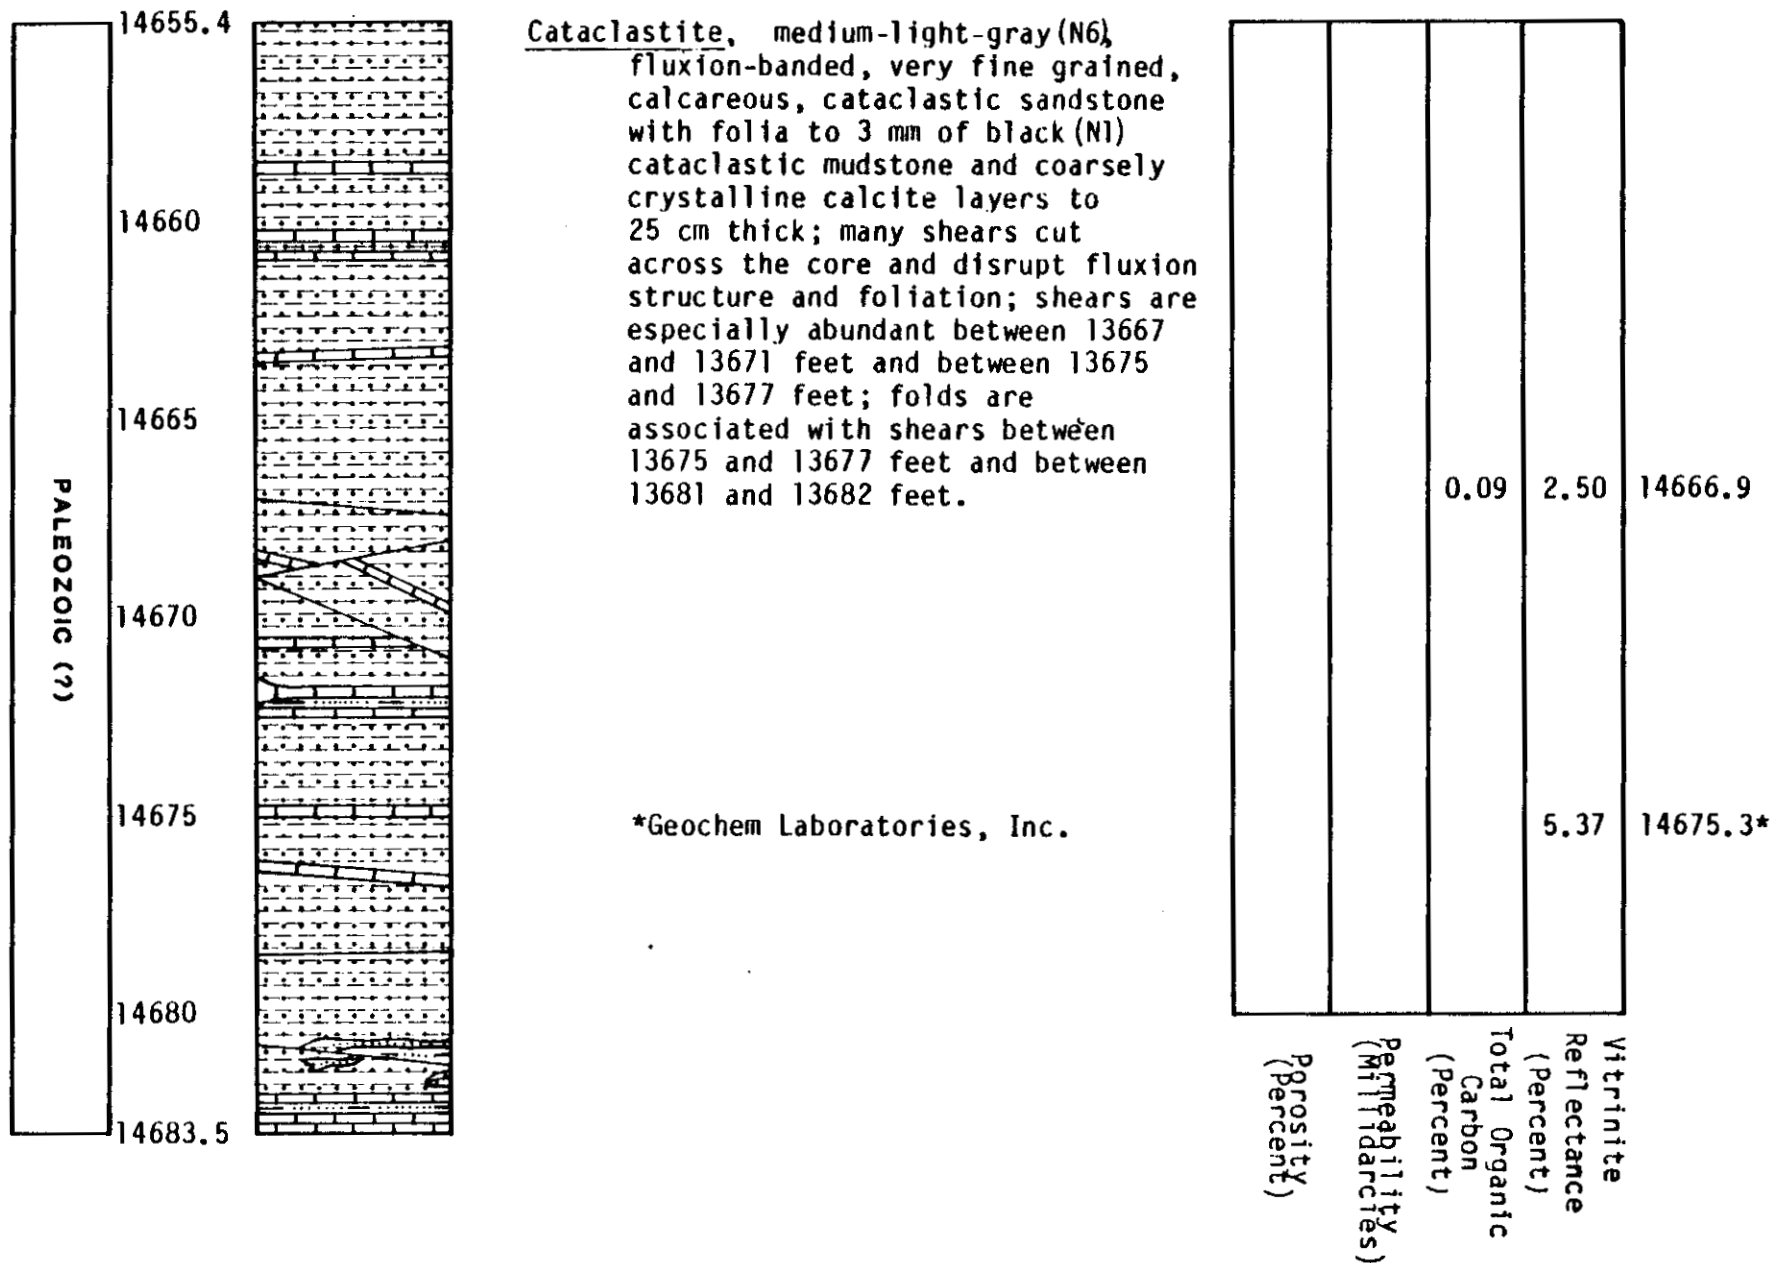 PALEOZOIC (?)
14655.4
14660
14665
14670
14675
14680
14683.5
Cataclastite, medium-light-gray (N6),
fluxion-banded, very fine grained,
calcareous, cataclastic sandstone
with folia to 3 mm of black (N1)
cataclastic mudstone and coarsely
crystalline calcite layers to
25 cm thick; many shears cut
across the core and disrupt fluxion
structure and foliation; shears are
especially abundant between 13667
and 13671 feet and between 13675
and 13677 feet; folds are
associated with shears between
13675 and 13677 feet and between
13681 and 13682 feet.
*Geochem Laboratories, Inc.
0.09 2.50 14666.9
5.37 14675.3*
Porosity
(Percent)
Permeability
(Millidarcies)
Total Organic
Carbon
(Percent)
Vitrinite
Reflectance
(Percent)